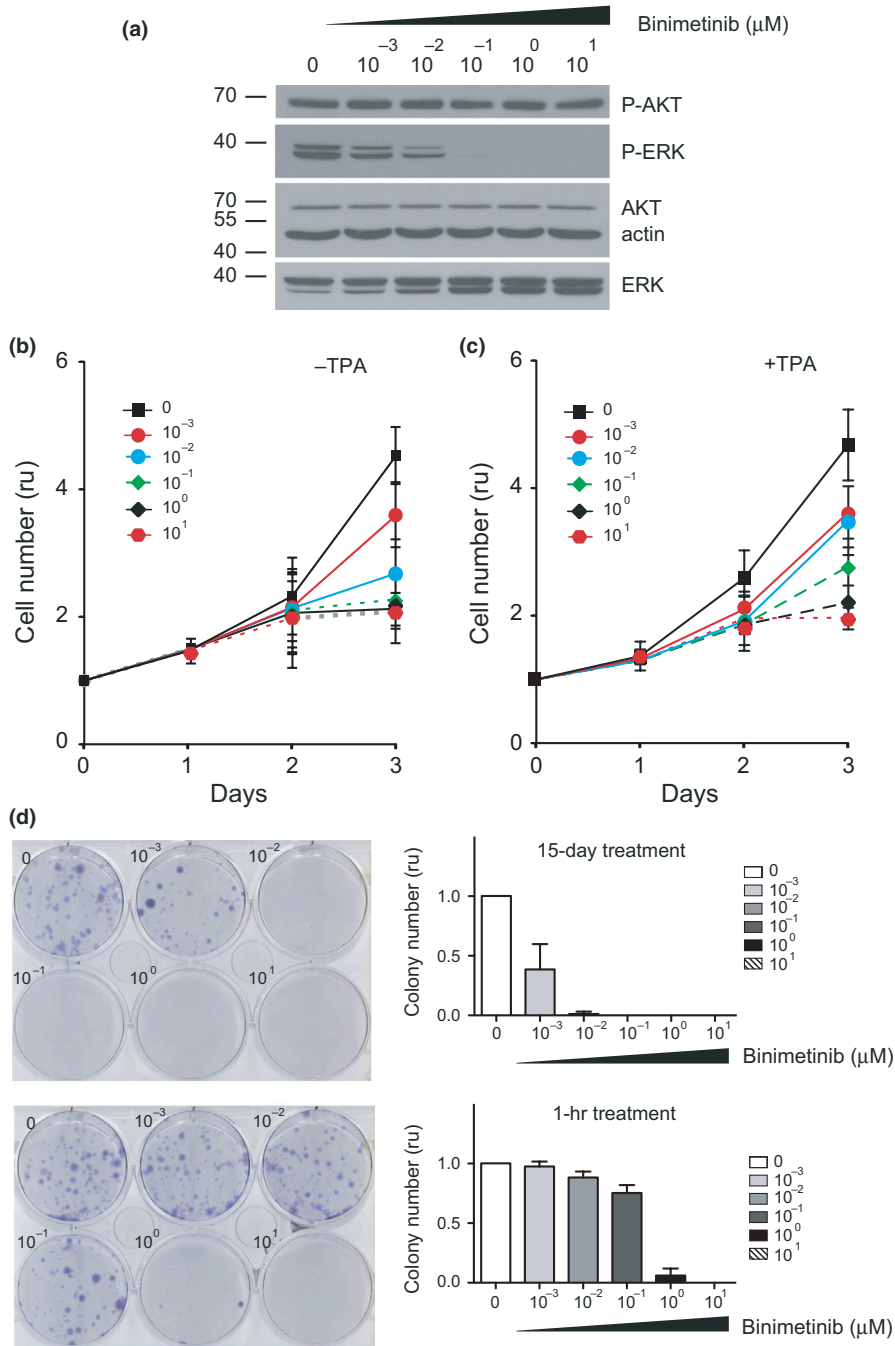 (a)
Binimetinib (µM)
0 10⁻³ 10⁻² 10⁻¹ 10⁰ 10¹
70
P-AKT
40
P-ERK
70
AKT
55
actin
40
40
ERK
(b)
–TPA
6
4
2
0
Cell number (ru)
0
10⁻³
10⁻²
10⁻¹
10⁰
10¹
0 1 2 3
Days
(c)
+TPA
6
4
2
0
Cell number (ru)
0
10⁻³
10⁻²
10⁻¹
10⁰
10¹
0 1 2 3
Days
(d)
0 10⁻³ 10⁻²
10⁻¹ 10⁰ 10¹
15-day treatment
Colony number (ru)
1.0
0.5
0.0
0 10⁻³ 10⁻² 10⁻¹ 10⁰ 10¹
Binimetinib (µM)
0
10⁻³
10⁻²
10⁻¹
10⁰
10¹
0 10⁻³ 10⁻²
10⁻¹ 10⁰ 10¹
1-hr treatment
Colony number (ru)
1.0
0.5
0.0
0 10⁻³ 10⁻² 10⁻¹ 10⁰ 10¹
Binimetinib (µM)
0
10⁻³
10⁻²
10⁻¹
10⁰
10¹